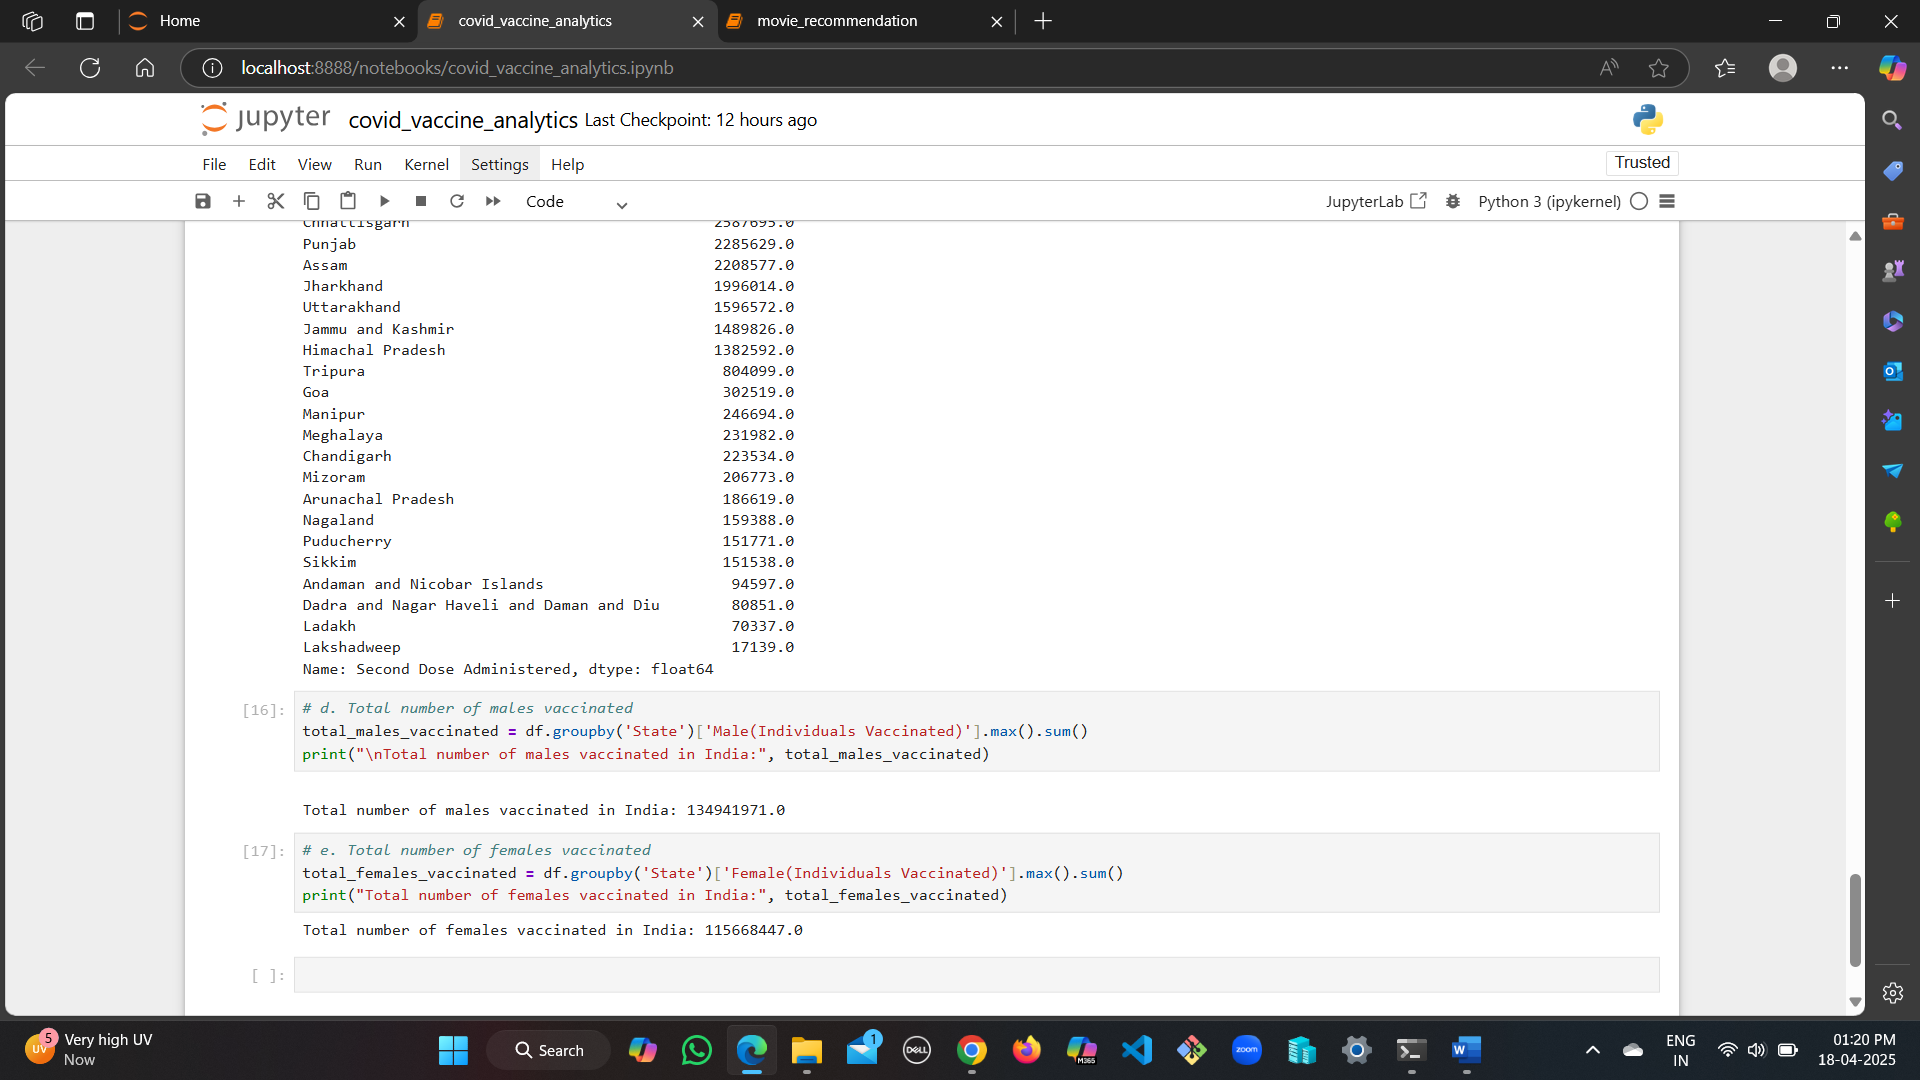 Home
covid_vaccine_analytics
movie_recommendation
localhost:8888/notebooks/covid_vaccine_analytics.ipynb
jupyter covid_vaccine_analytics Last Checkpoint: 12 hours ago
File Edit View Run Kernel Settings Help
Trusted
Code
JupyterLab
Python 3 (ipykernel)
Chhattisgarh 2587695.0
Punjab 2285629.0
Assam 2208577.0
Jharkhand 1996014.0
Uttarakhand 1596572.0
Jammu and Kashmir 1489826.0
Himachal Pradesh 1382592.0
Tripura 804099.0
Goa 302519.0
Manipur 246694.0
Meghalaya 231982.0
Chandigarh 223534.0
Mizoram 206773.0
Arunachal Pradesh 186619.0
Nagaland 159388.0
Puducherry 151771.0
Sikkim 151538.0
Andaman and Nicobar Islands 94597.0
Dadra and Nagar Haveli and Daman and Diu 80851.0
Ladakh 70337.0
Lakshadweep 17139.0
Name: Second Dose Administered, dtype: float64
[16]: # d. Total number of males vaccinated
total_males_vaccinated = df.groupby('State')['Male(Individuals Vaccinated)'].max().sum()
print("\nTotal number of males vaccinated in India:", total_males_vaccinated)
Total number of males vaccinated in India: 134941971.0
[17]: # e. Total number of females vaccinated
total_females_vaccinated = df.groupby('State')['Female(Individuals Vaccinated)'].max().sum()
print("Total number of females vaccinated in India:", total_females_vaccinated)
Total number of females vaccinated in India: 115668447.0
[ ]:
UV 5 Very high UV
Now
Search
1
DELL
M365
zoom
W
ENG
IN
01:20 PM
18-04-2025